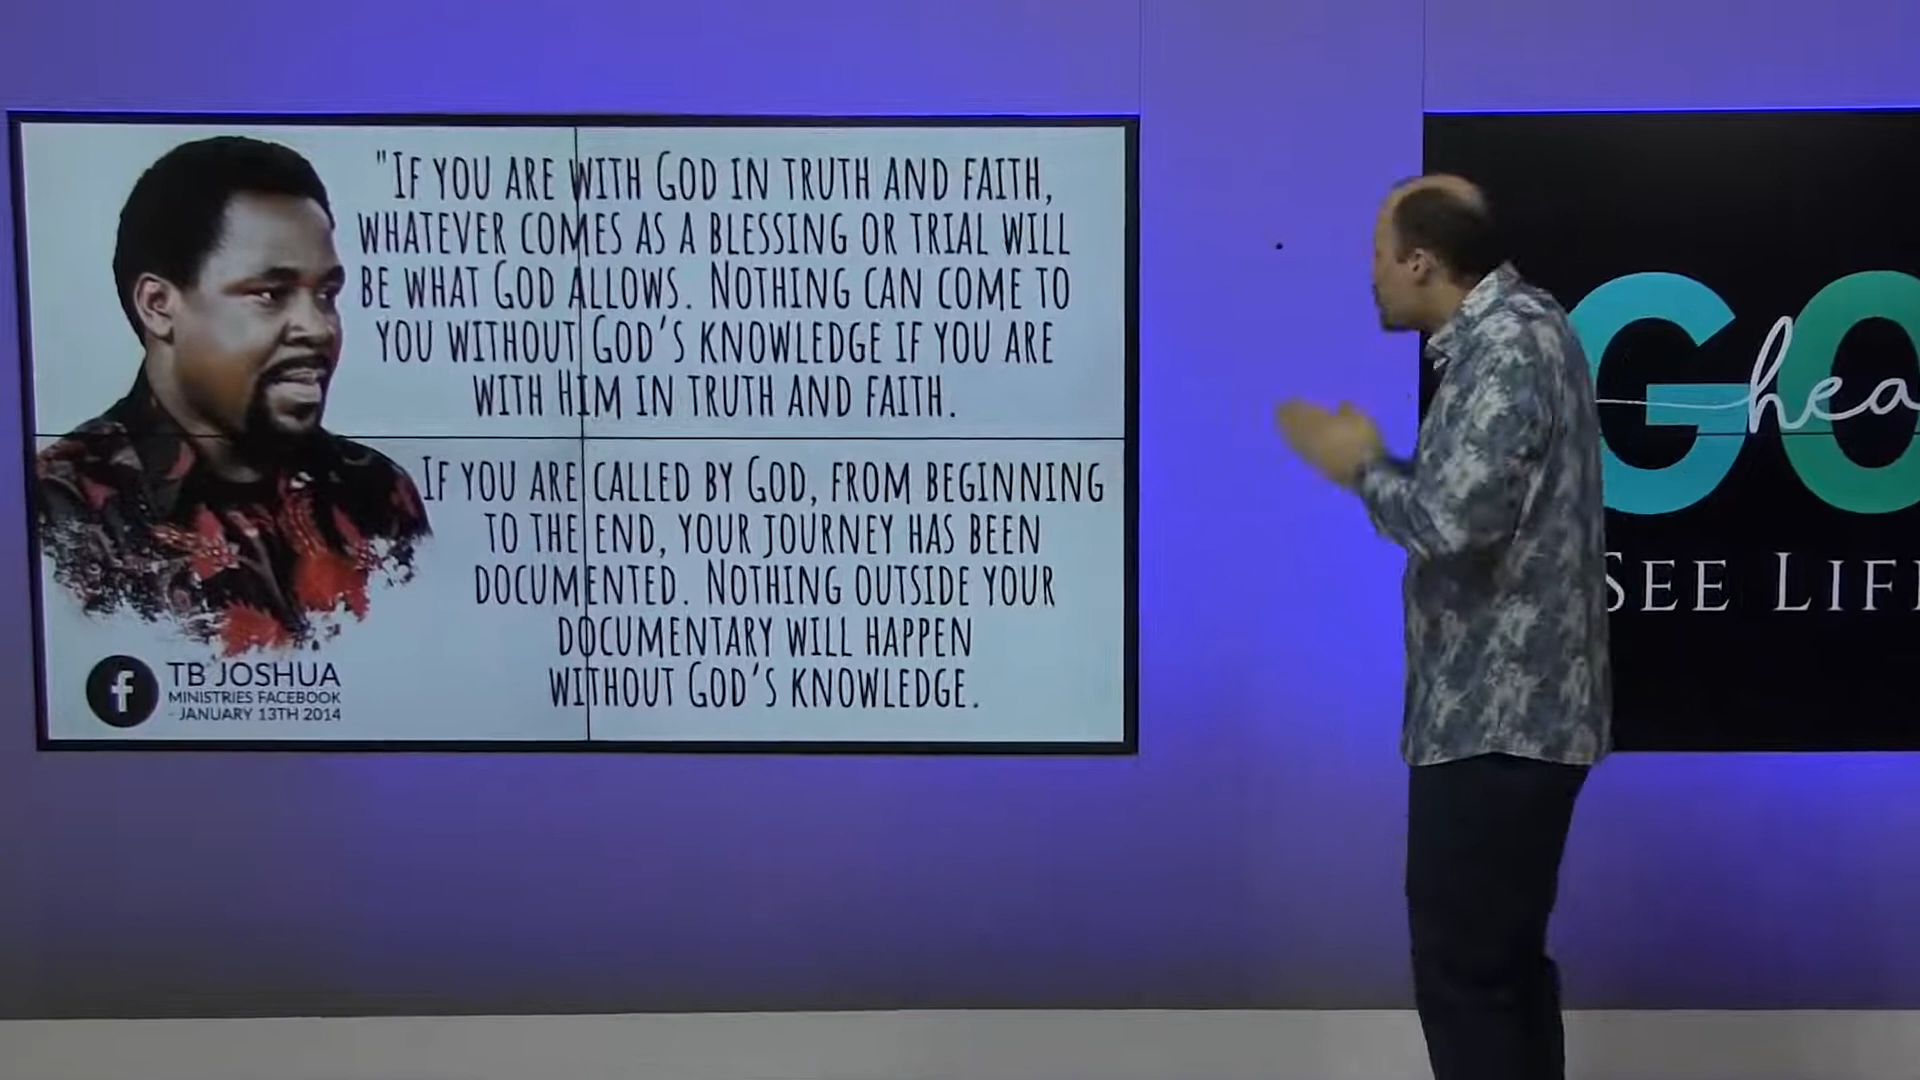 "If you are with God in truth and faith,
whatever comes as a blessing or trial will
be what God allows. Nothing can come to
you without God's knowledge if you are
with Him in truth and faith.
If you are called by God, from beginning
to the end, your journey has been
documented. Nothing outside your
documentary will happen
without God's knowledge.
f TB JOSHUA
MINISTRIES FACEBOOK
- JANUARY 13TH 2014
GO
hea
SEE LIF